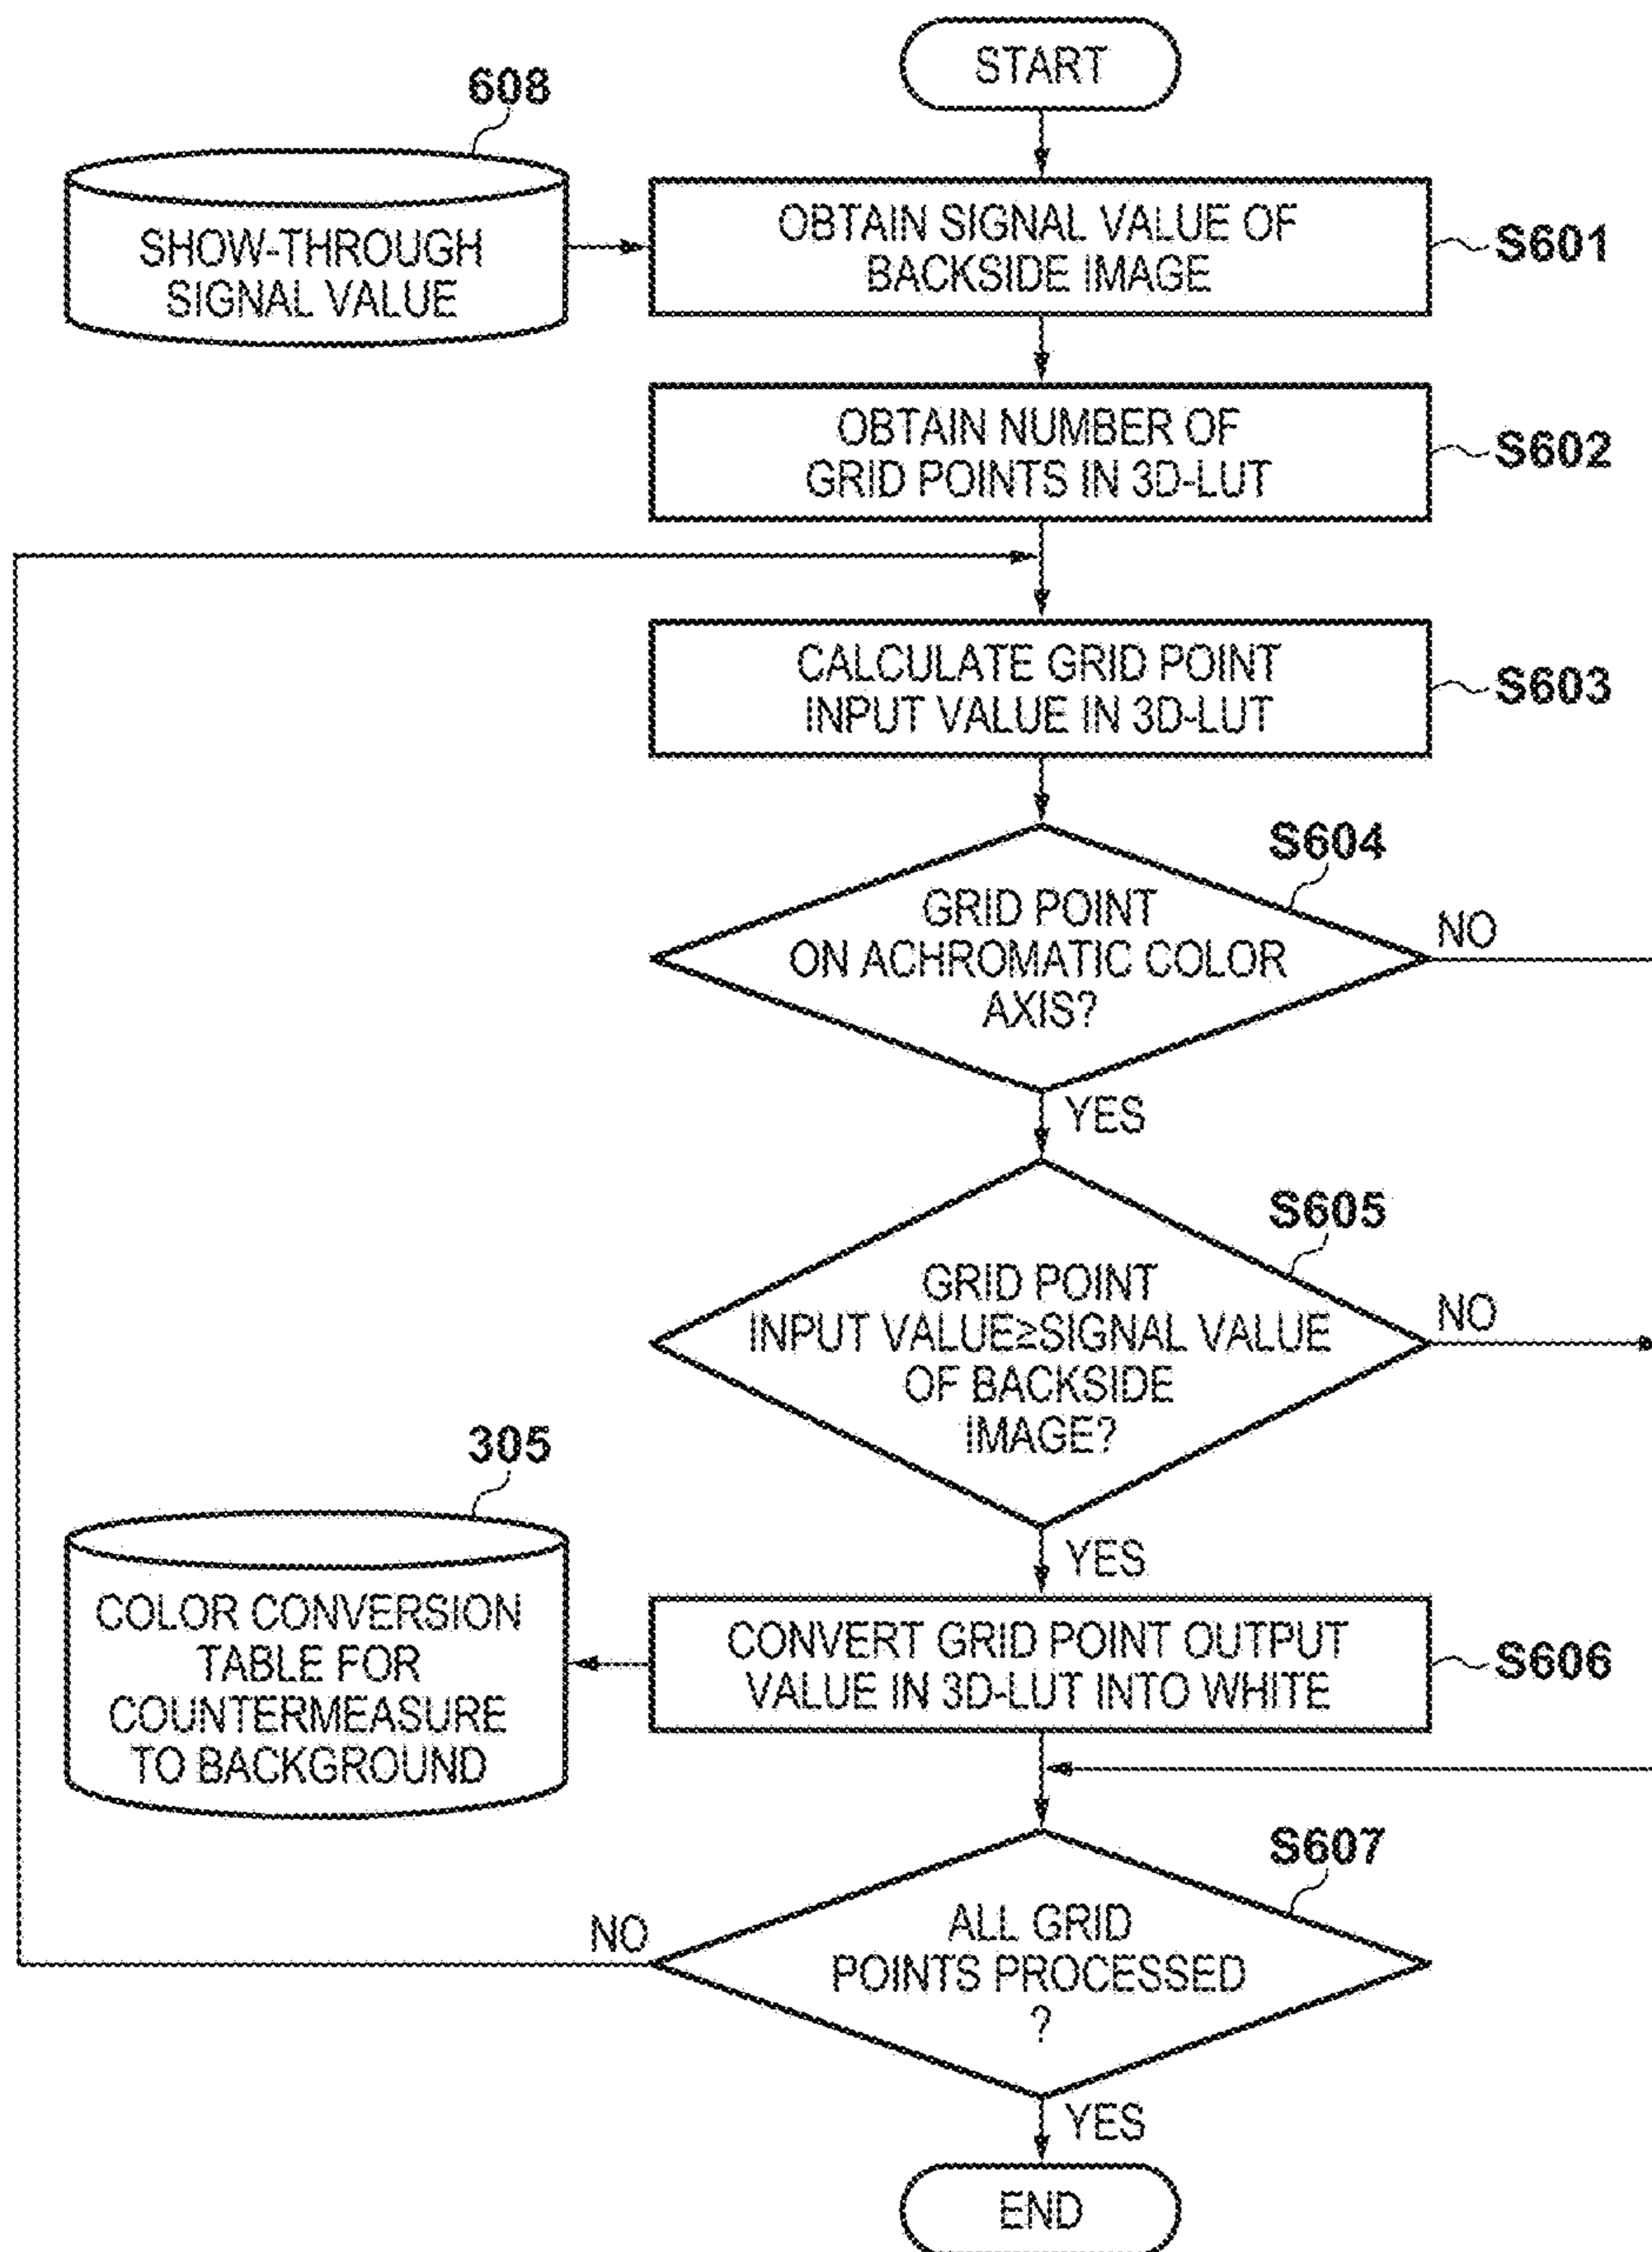 START
608
SHOW-THROUGH
SIGNAL VALUE
OBTAIN SIGNAL VALUE OF
BACKSIDE IMAGE
S601
OBTAIN NUMBER OF
GRID POINTS IN 3D-LUT
S602
CALCULATE GRID POINT
INPUT VALUE IN 3D-LUT
S603
S604
GRID POINT
ON ACHROMATIC COLOR
AXIS?
NO
YES
S605
GRID POINT
INPUT VALUE≥SIGNAL VALUE
OF BACKSIDE
IMAGE?
NO
YES
305
COLOR CONVERSION
TABLE FOR
COUNTERMEASURE
TO BACKGROUND
CONVERT GRID POINT OUTPUT
VALUE IN 3D-LUT INTO WHITE
S606
S607
ALL GRID
POINTS PROCESSED
?
NO
YES
END